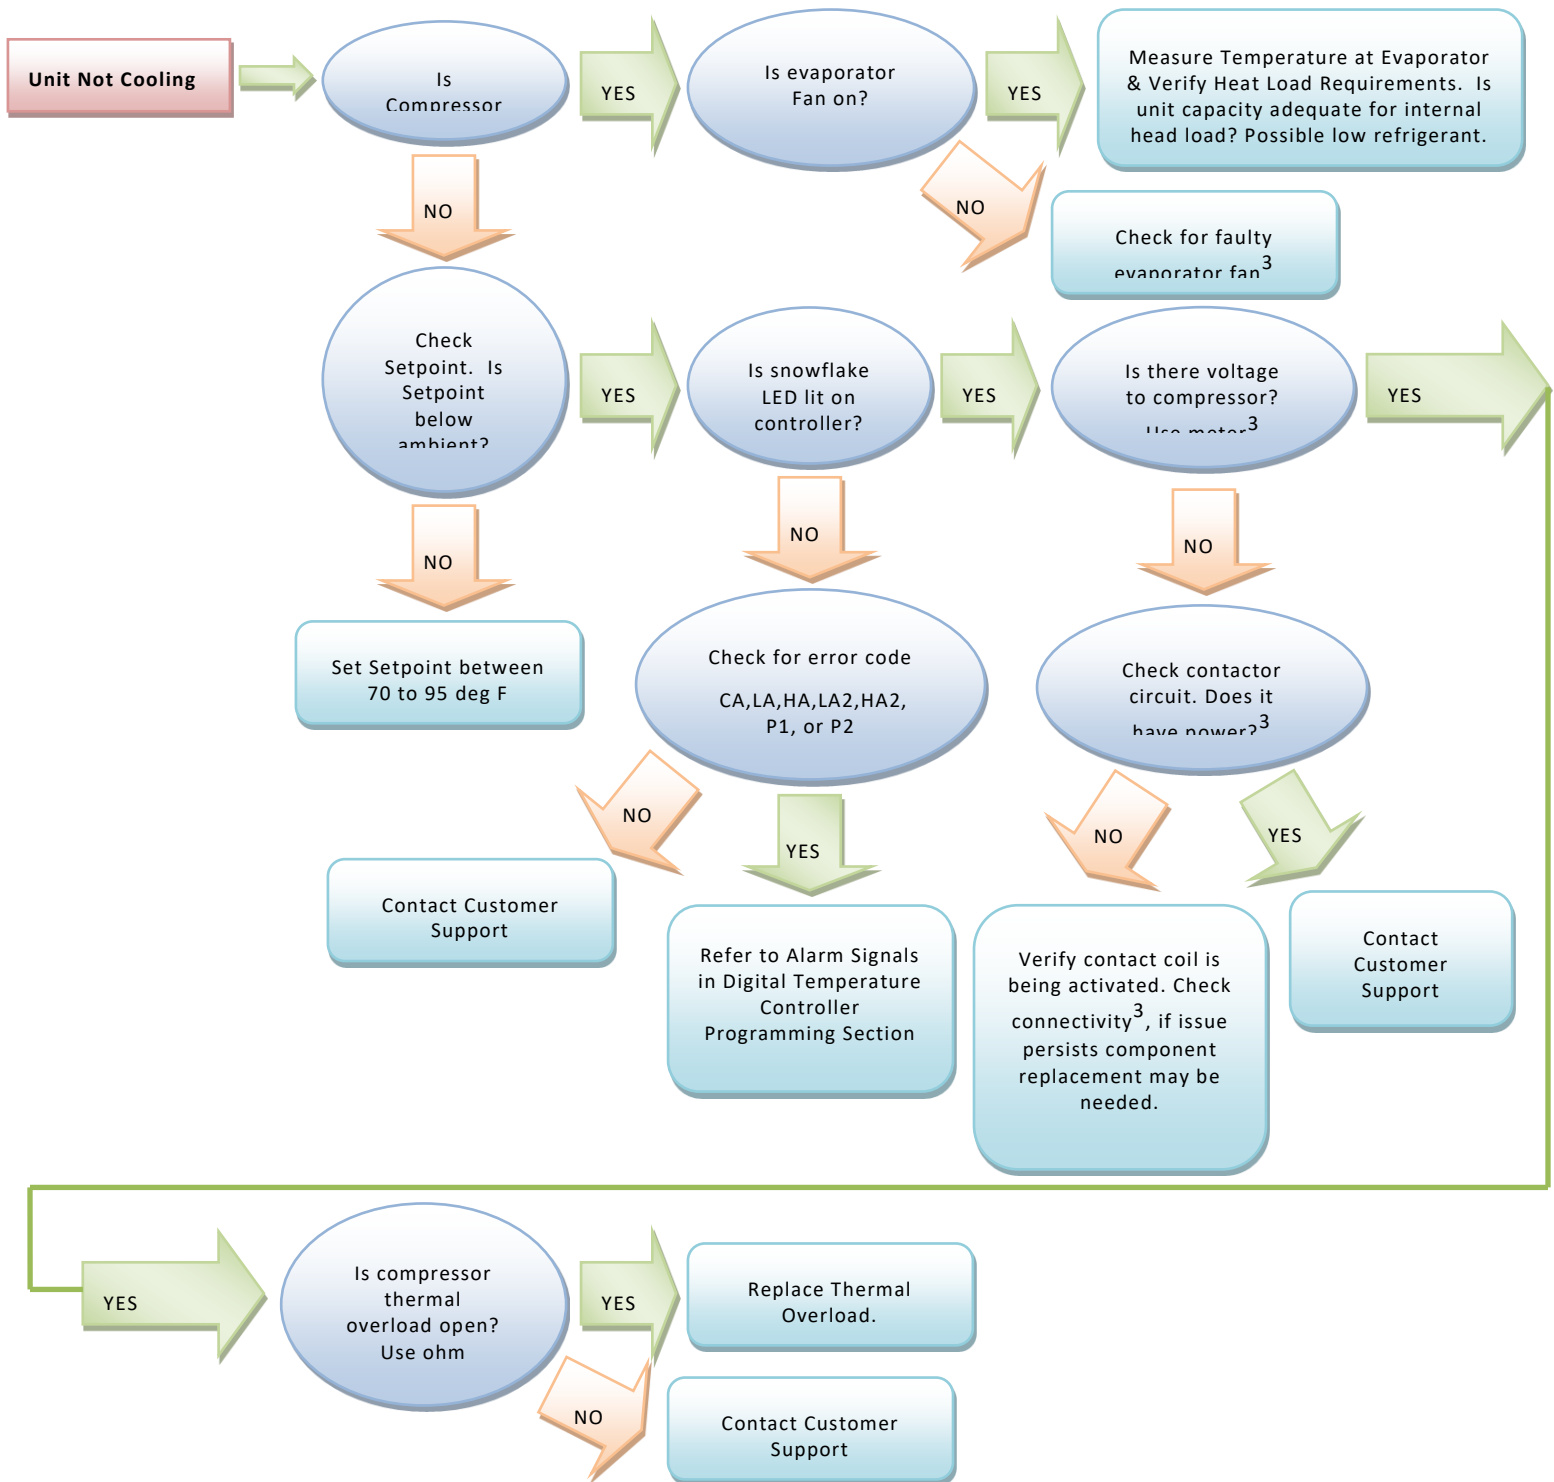 Unit Not Cooling
Is
Compressor
YES
Is evaporator
Fan on?
YES
Measure Temperature at Evaporator
& Verify Heat Load Requirements. Is
unit capacity adequate for internal
head load? Possible low refrigerant.
NO
NO
Check for faulty
evaporator fan3
Check
Setpoint. Is
Setpoint
below
ambient?
YES
Is snowflake
LED lit on
controller?
YES
Is there voltage
to compressor?
Use meter3
YES
NO
NO
NO
Set Setpoint between
70 to 95 deg F
Check for error code
CA,LA,HA,LA2,HA2,
P1, or P2
Check contactor
circuit. Does it
have power?3
NO
YES
NO
YES
Contact Customer
Support
Refer to Alarm Signals
in Digital Temperature
Controller
Programming Section
Verify contact coil is
being activated. Check
connectivity3, if issue
persists component
replacement may be
needed.
Contact
Customer
Support
YES
Is compressor
thermal
overload open?
Use ohm
YES
Replace Thermal
Overload.
NO
Contact Customer
Support